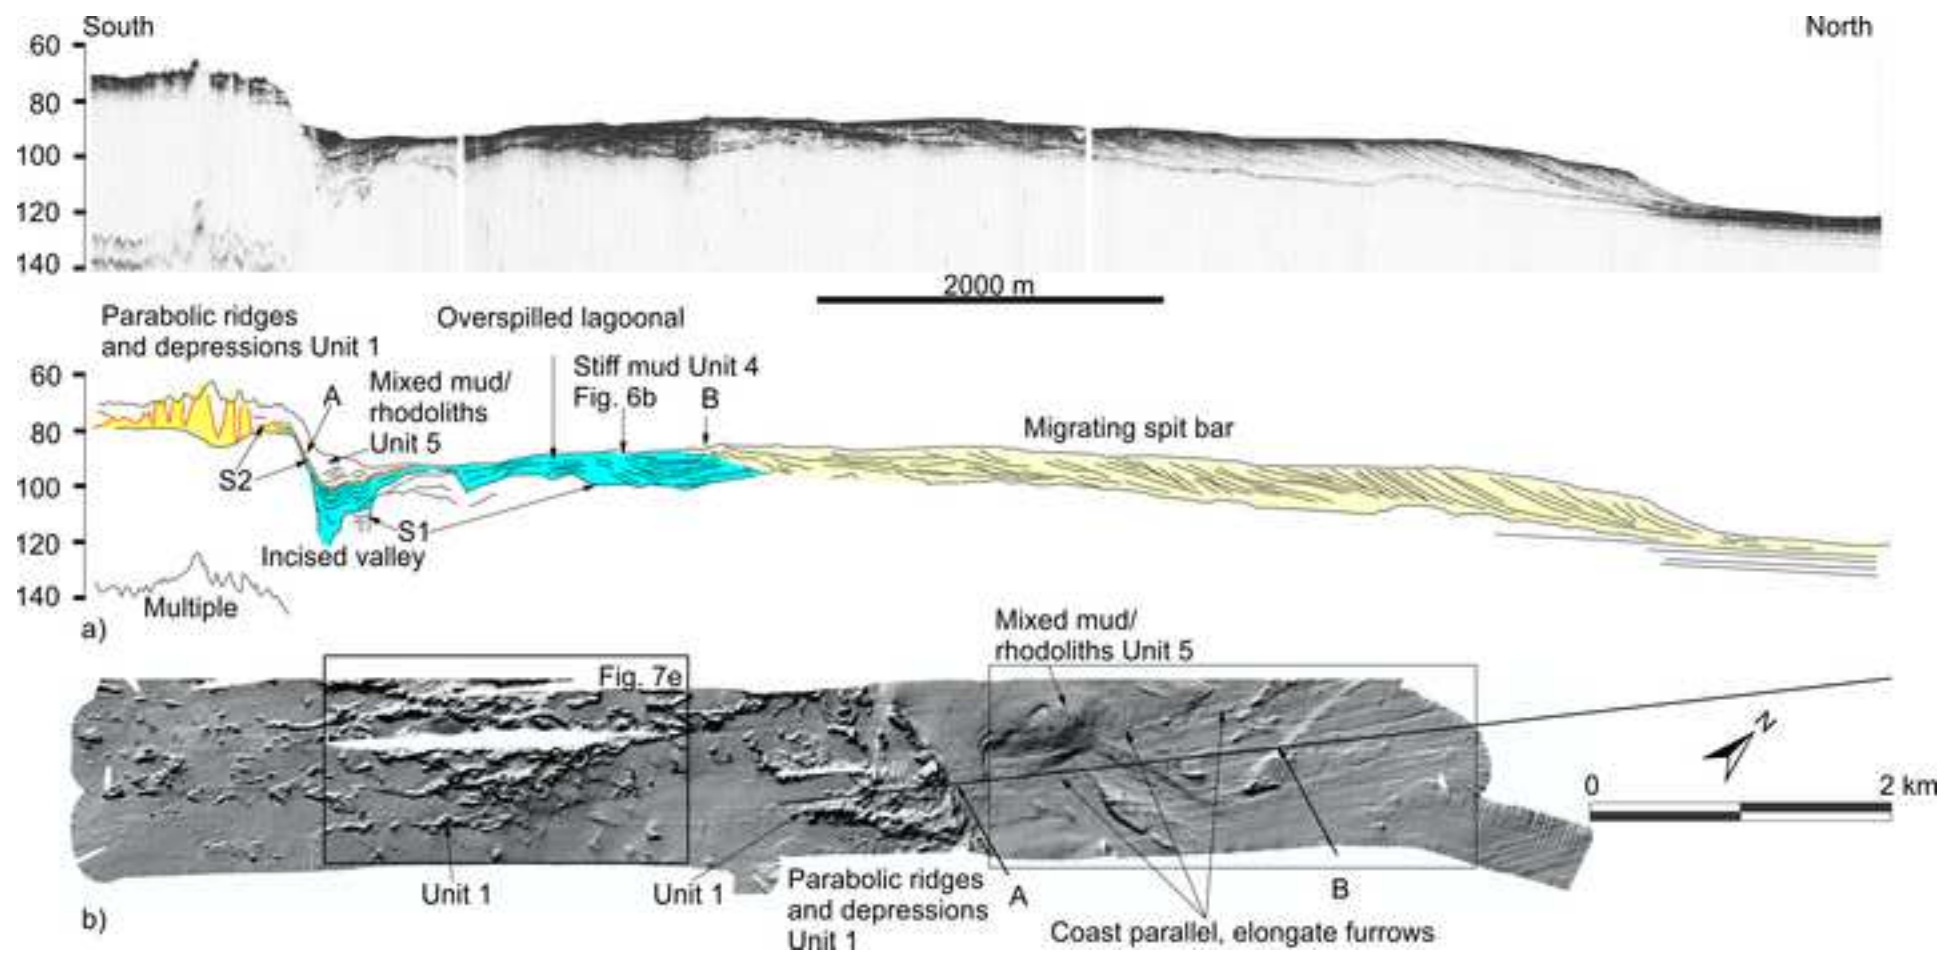 South
North
60
80
100
120
140
2000 m
Parabolic ridges
and depressions Unit 1
Overspilled lagoonal
Stiff mud Unit 4
Fig. 6b
B
A
Mixed mud/
rhodoliths
Unit 5
Migrating spit bar
60
80
100
120
140
S2
S1
Incised valley
Multiple
a)
Mixed mud/
rhodoliths Unit 5
Fig. 7e
N
0
2 km
Unit 1
Unit 1
Parabolic ridges
and depressions
Unit 1
A
B
Coast parallel, elongate furrows
b)